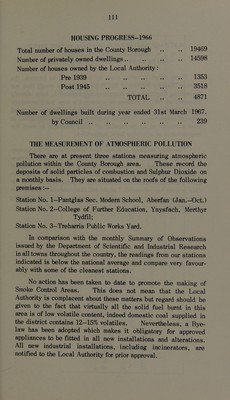 111
HOUSING PROGRESS—1966
Total number of houses in the County Borough .. .. 19469
Number of privately owned dwellings .. .. .. .. 14598
Number of houses owned by the Local Authority :
Pre 1939 .. .. .. .. .. 1353
Post 1945 .. .. .. .. .. 3518
TOTAL .. .. 4871
Number of dwellings built during year ended 31st March 1967,
by Council .. .. .. .. .. .. .. 239
THE MEASUREMENT OF ATMOSPHERIC POLLUTION
There are at present three stations measuring atmospheric
pollution within the County Borough area. These record the
deposits of solid particles of combustion and Sulphur Dioxide on
a monthly basis. They are situated on the roofs of the following
premises :-
Station No. 1-Pantglas Sec. Modern School, Aberfan (Jan.-Oct.)
Station No. 2-College of Further Education, Ynysfach, Merthyr
Tydfil;
Station No. 3-Treharris Public Works Yard.
In comparison with the monthly Summary of Observations
issued by the Department of Scientific and Industrial Research
in all towns throughout the country, the readings from our stations
indicated is below the national average and compare very favour-
ably with some of the cleanest stations.
No action has been taken to date to promote the making of
Smoke Control Areas. This does not mean that the Local
Authority is complacent about these matters but regard should be
given to the fact that virtually all the solid fuel burnt in this
area is of low volatile content, indeed domestic coal supplied in
the district contains 12-15% volatiles. Nevertheless, a Bye-
law has been adopted which makes it obligatory for approved
appliances to be fitted in all new installations and alterations.
All new industrial installations, including incinerators, are
notified to the Local Authority for prior approval.